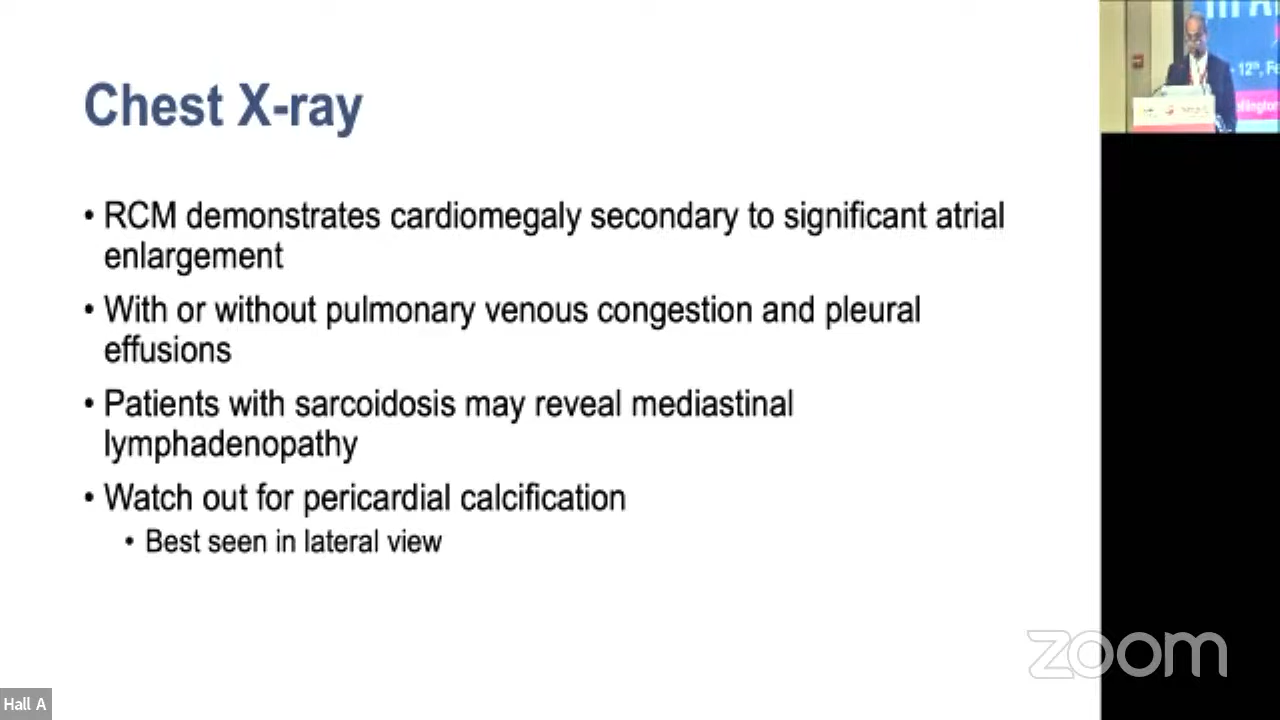 Chest X-ray
• RCM demonstrates cardiomegaly secondary to significant atrial
enlargement
• With or without pulmonary venous congestion and pleural
effusions
• Patients with sarcoidosis may reveal mediastinal
lymphadenopathy
• Watch out for pericardial calcification
• Best seen in lateral view
12th, Fe
zoom
Hall A